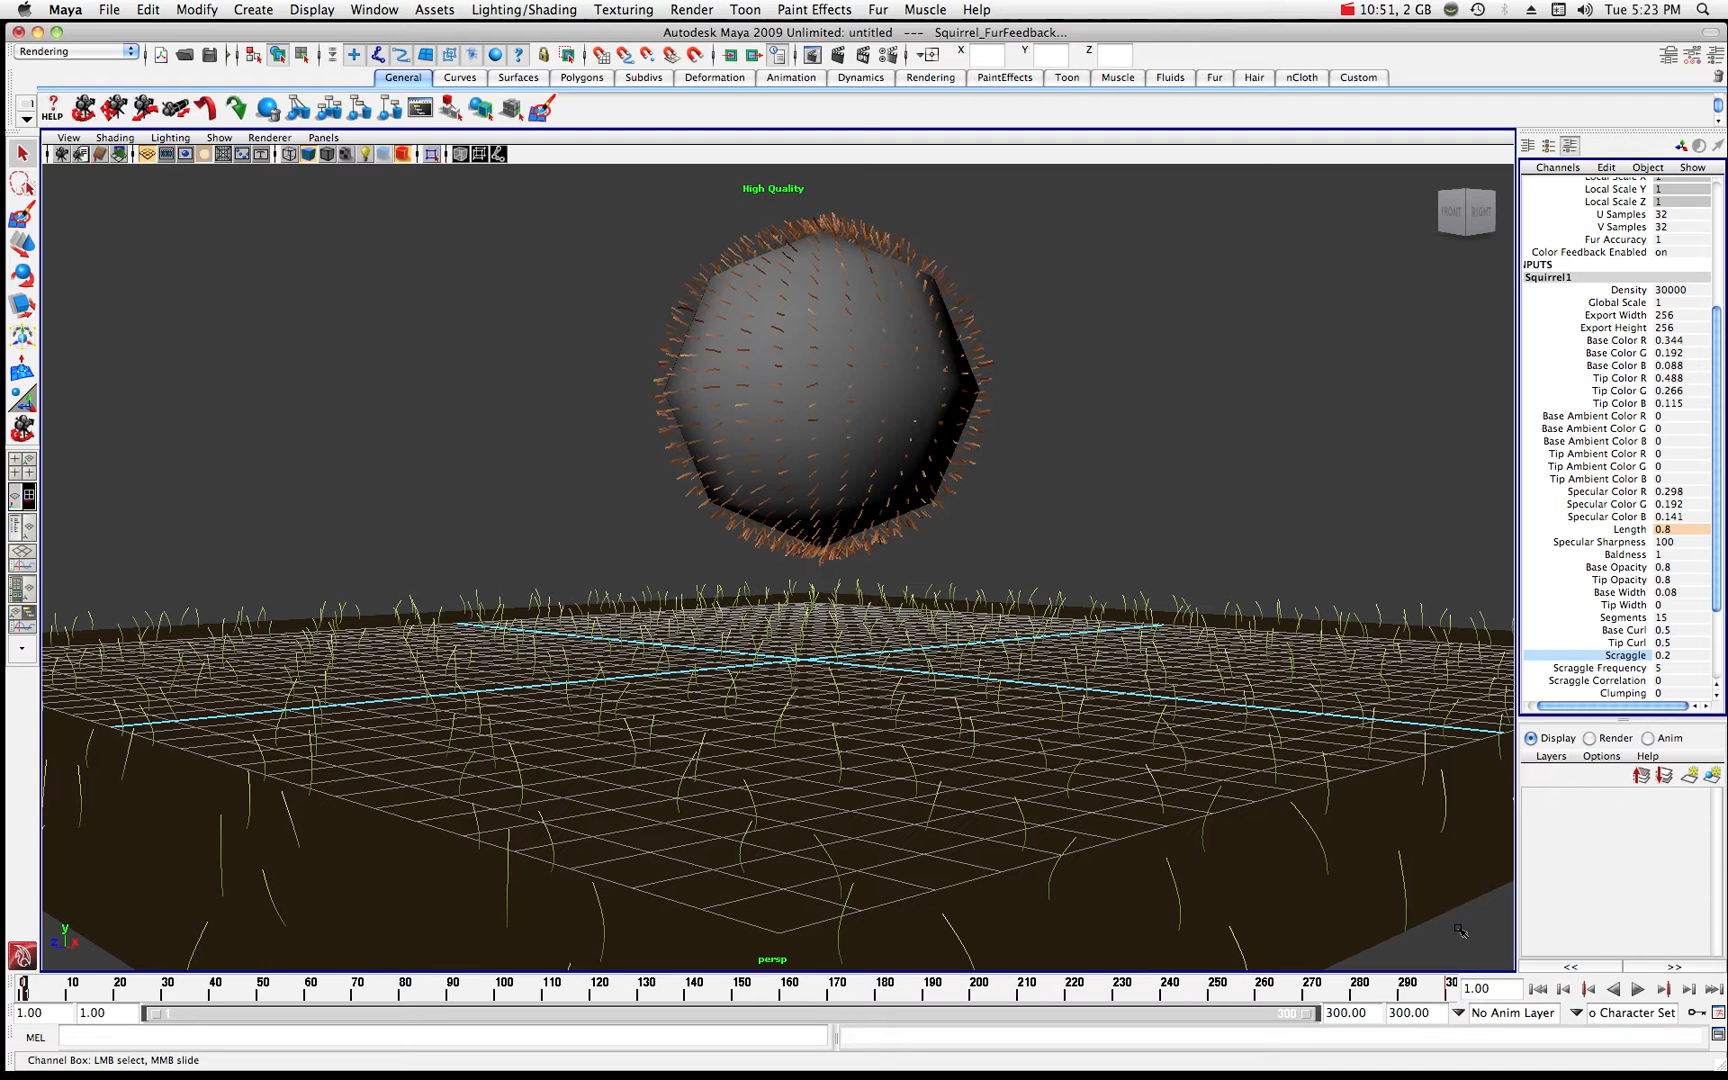 Maya File Edit Modify Create Display Window Assets Lighting/Shading Texturing Render Toon Paint Effects Fur Muscle Help 10:51, 2 GB Tue 5:23 PM
Autodesk Maya 2009 Unlimited: untitled --- Squirrel_FurFeedback...
Rendering X Y Z
General Curves Surfaces Polygons Subdivs Deformation Animation Dynamics Rendering PaintEffects Toon Muscle Fluids Fur Hair nCloth Custom
? HELP
View Shading Lighting Show Renderer Panels
High Quality
FRONT RIGHT
Channels Edit Object Show
Local Scale X 1
Local Scale Y 1
Local Scale Z 1
U Samples 32
V Samples 32
Fur Accuracy 1
Color Feedback Enabled on
NPUTS
Squirrel1
Density 30000
Global Scale 1
Export Width 256
Export Height 256
Base Color R 0.344
Base Color G 0.192
Base Color B 0.088
Tip Color R 0.488
Tip Color G 0.266
Tip Color B 0.115
Base Ambient Color R 0
Base Ambient Color G 0
Base Ambient Color B 0
Tip Ambient Color R 0
Tip Ambient Color G 0
Tip Ambient Color B 0
Specular Color R 0.298
Specular Color G 0.192
Specular Color B 0.141
Length 0.8
Specular Sharpness 100
Baldness 1
Base Opacity 0.8
Tip Opacity 0.8
Base Width 0.08
Tip Width 0
Segments 15
Base Curl 0.5
Tip Curl 0.5
Scraggle 0.2
Scraggle Frequency 5
Scraggle Correlation 0
Clumping 0
Display Render Anim
Layers Options Help
y
z x
persp
<< >>
0 10 20 30 40 50 60 70 80 90 100 110 120 130 140 150 160 170 180 190 200 210 220 230 240 250 260 270 280 290 30 1.00
1.00 1.00 1 300 300.00 300.00 No Anim Layer o Character Set
MEL
Channel Box: LMB select, MMB slide